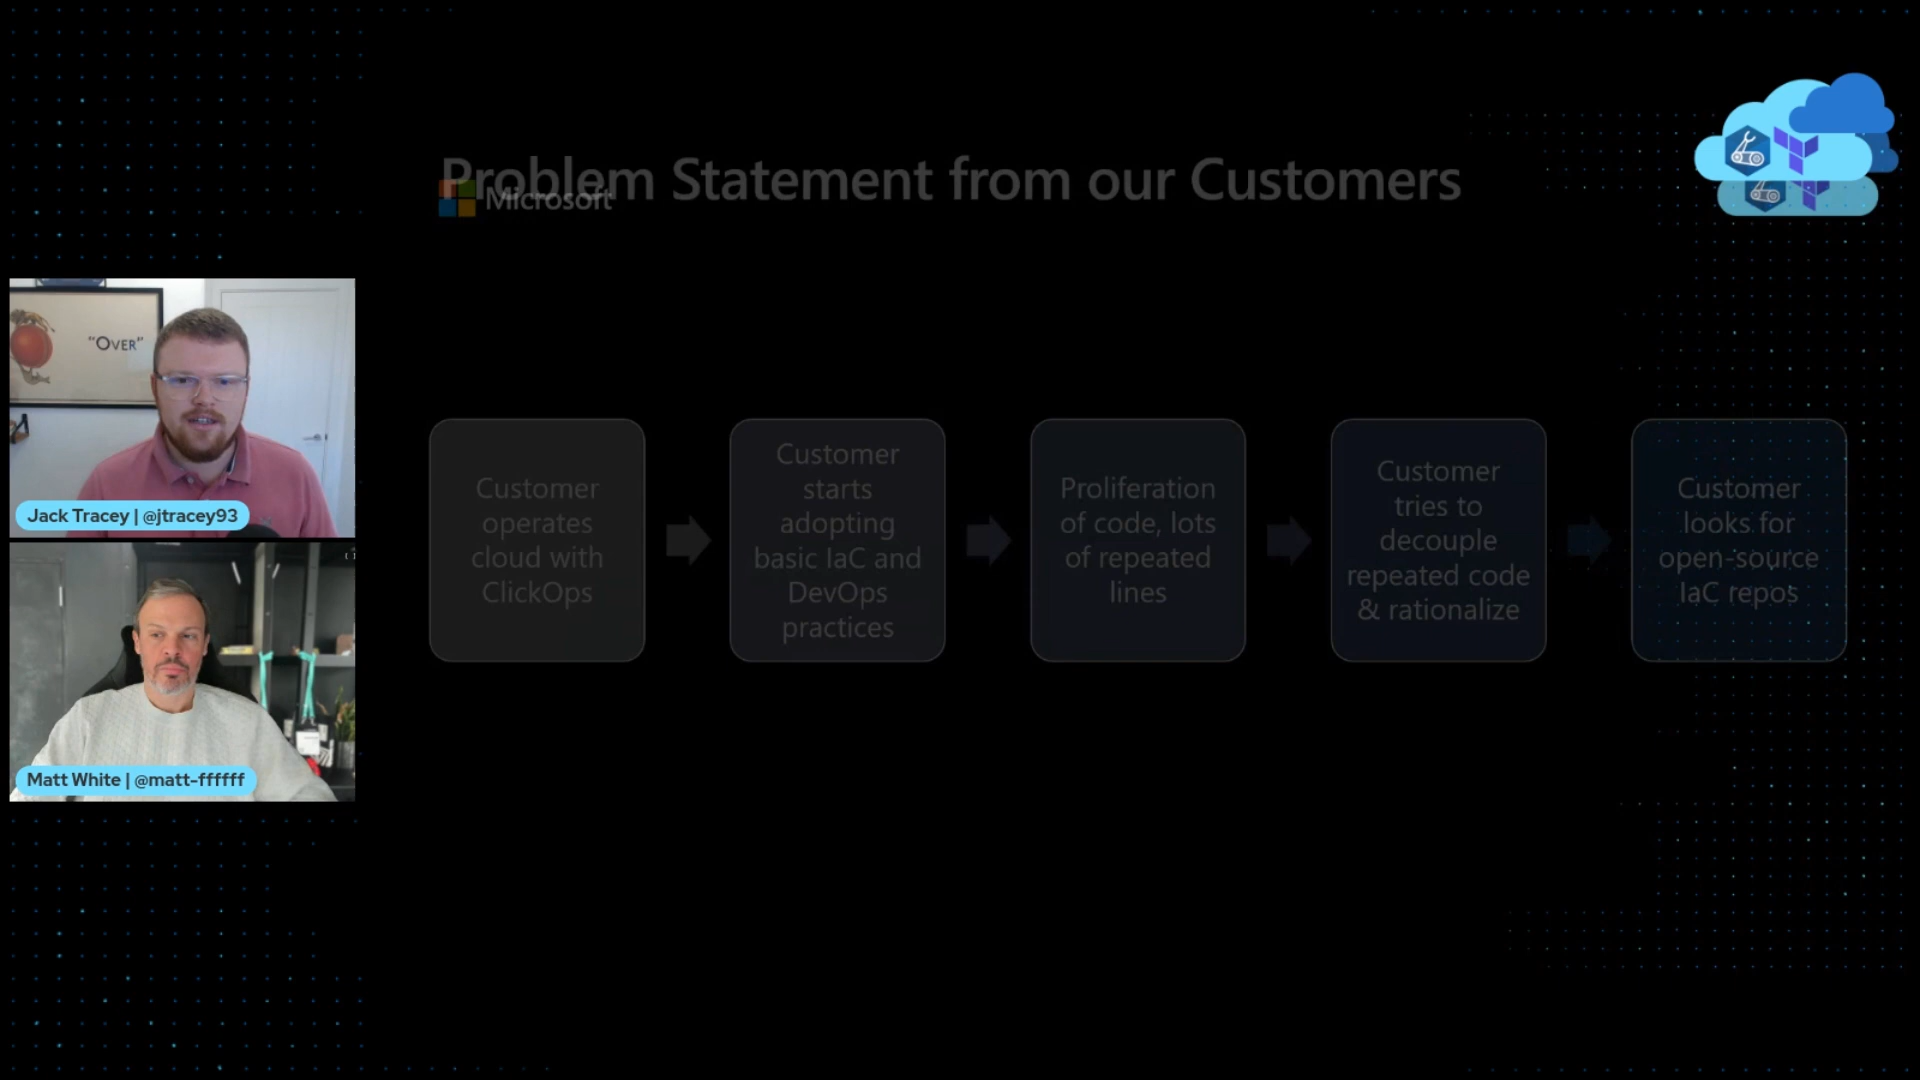 Problem Statement from our Customers
Microsoft
"OVER"
Jack Tracey | @jtracey93
Matt White | @matt-ffffff
Customer
operates
cloud with
ClickOps
Customer
starts
adopting
basic IaC and
DevOps
practices
Proliferation
of code, lots
of repeated
lines
Customer
tries to
decouple
repeated code
& rationalize
Customer
looks for
open-source
IaC repos